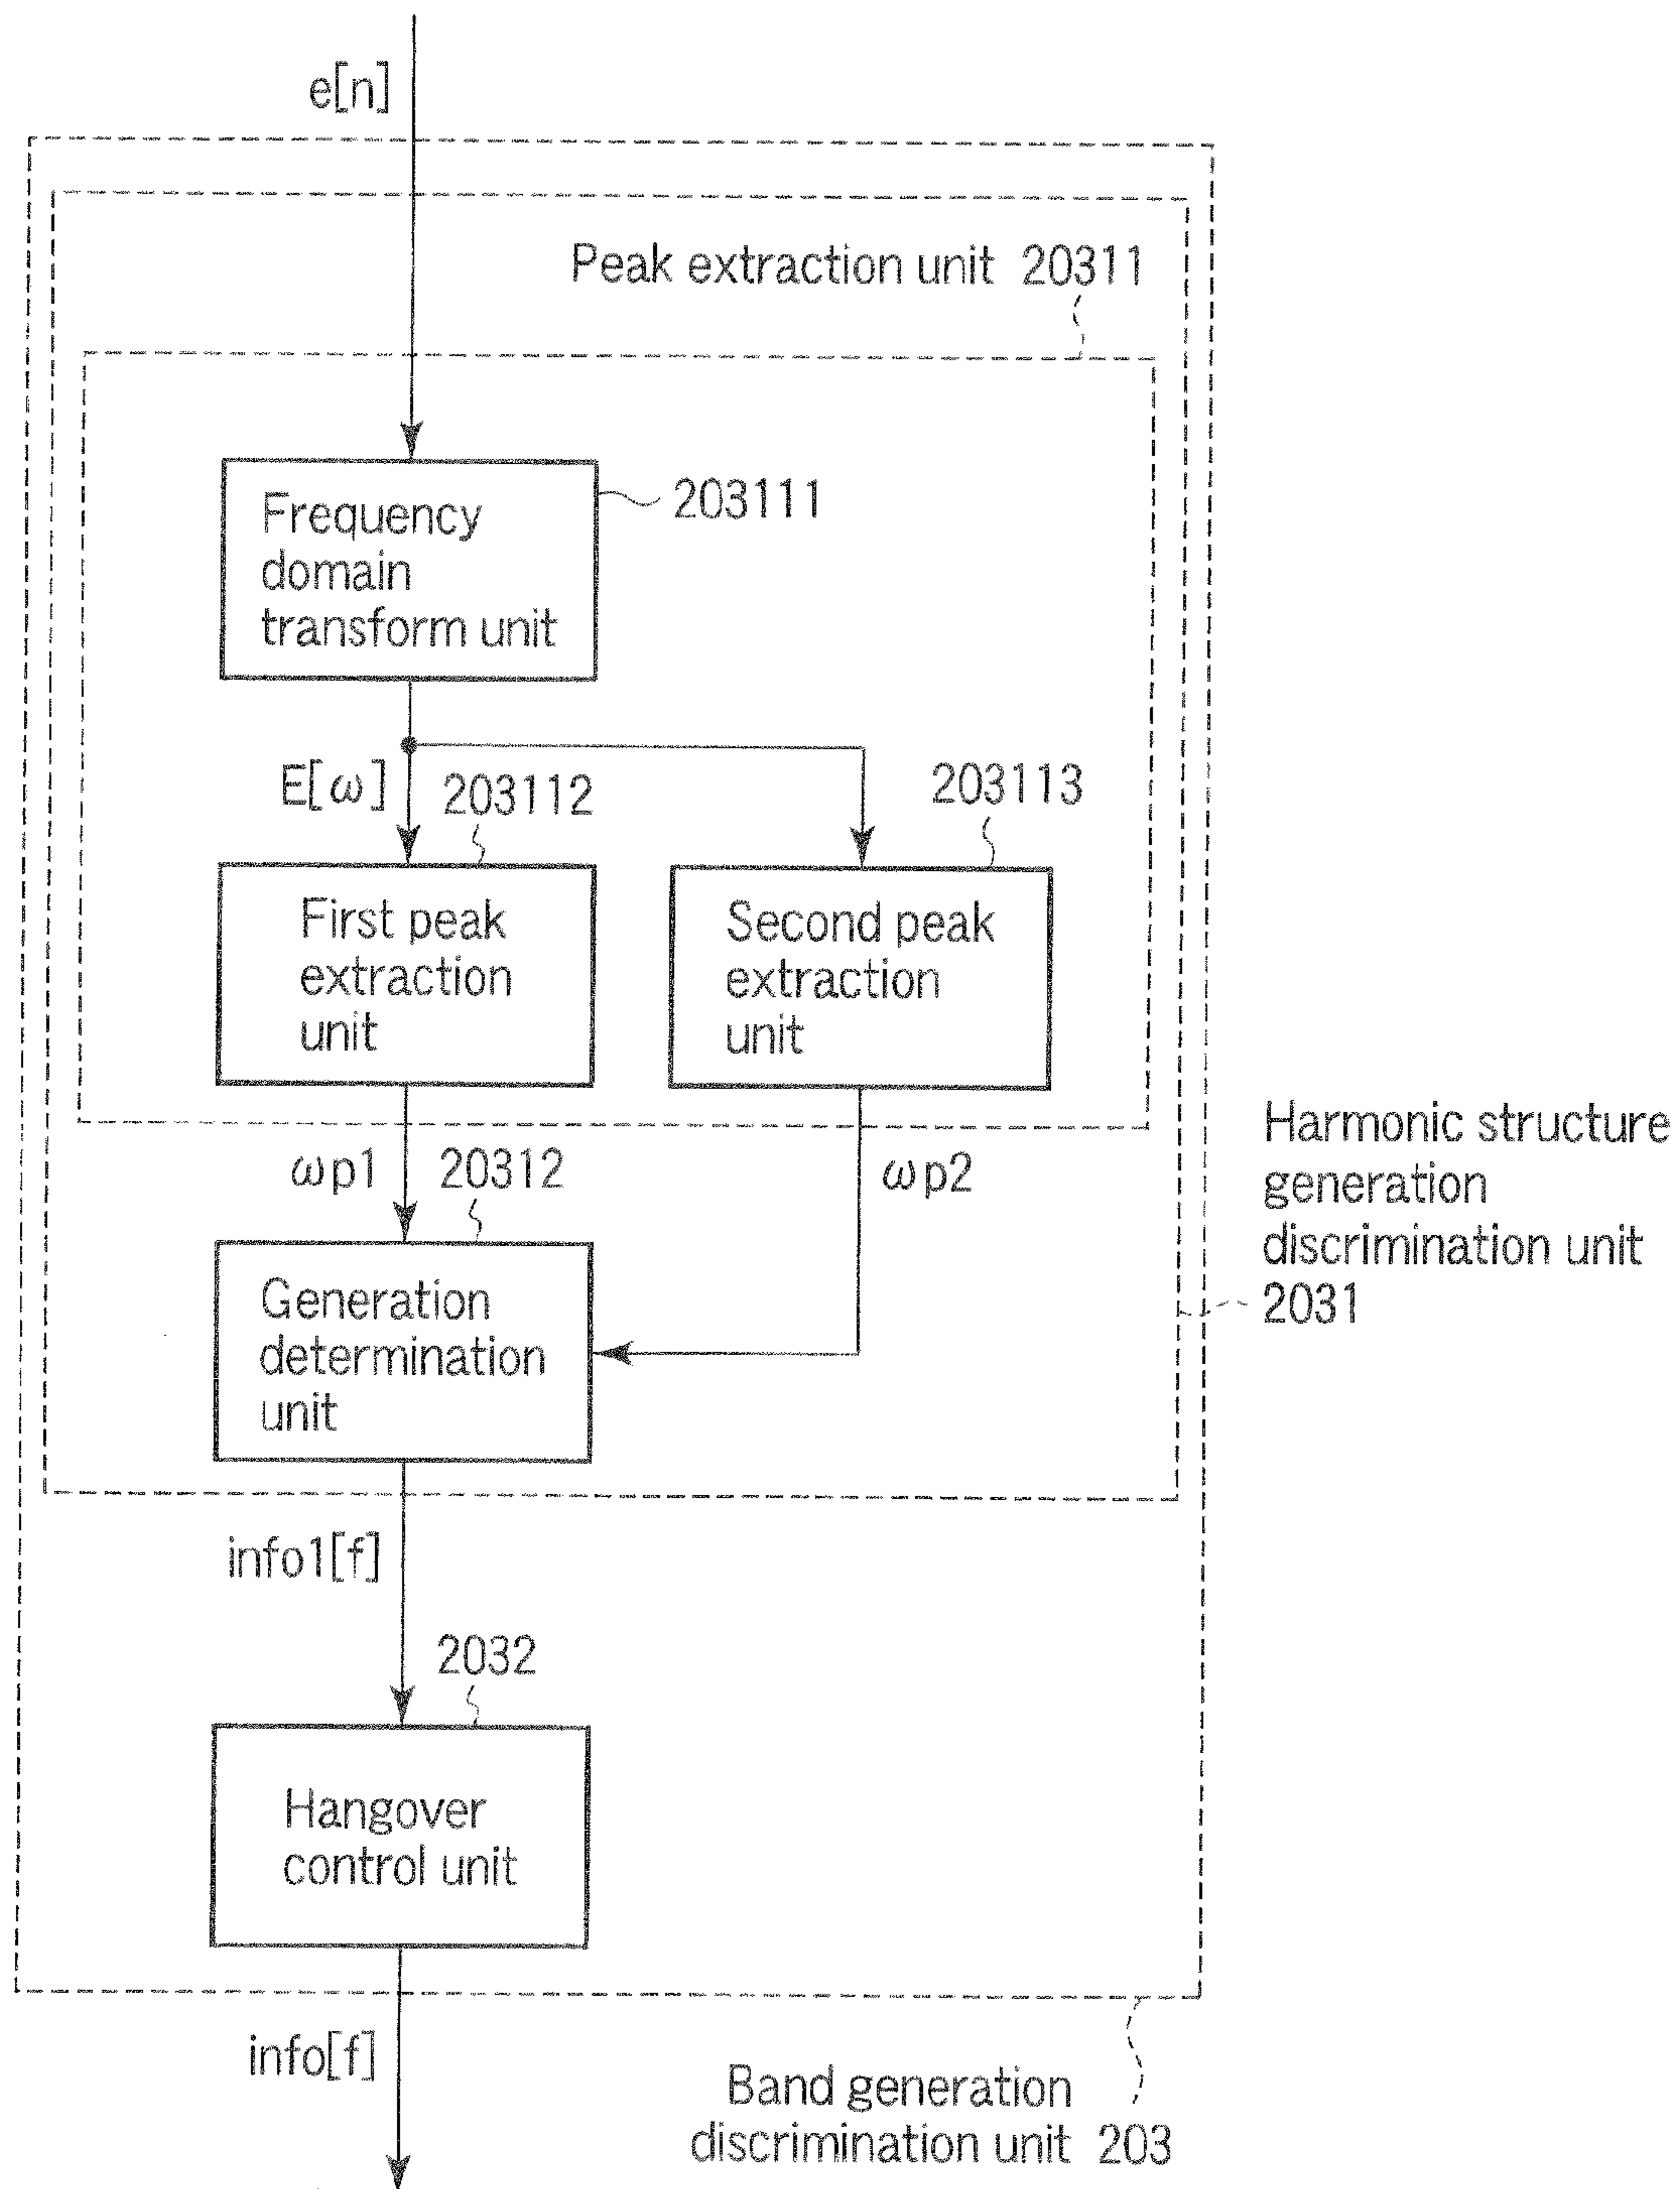 e[n]
Peak extraction unit 20311
Frequency
domain
transform unit
203111
E[ω]
203112
203113
First peak
extraction
unit
Second peak
extraction
unit
ωp1
20312
ωp2
Harmonic structure
generation
discrimination unit
2031
Generation
determination
unit
info1[f]
2032
Hangover
control unit
info[f]
Band generation
discrimination unit 203